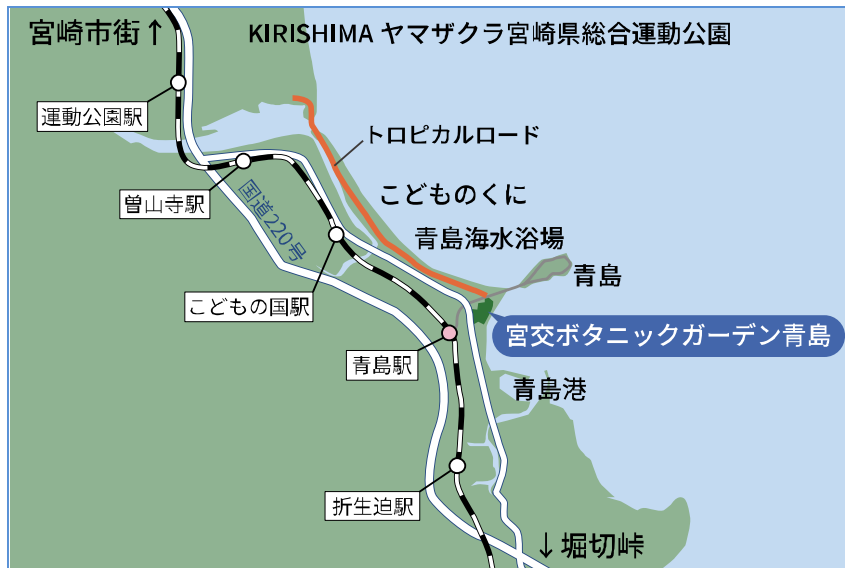 宮崎市街↑
KIRISHIMA ヤマザクラ宮崎県総合運動公園
運動公園駅
トロピカルロード
曽山寺駅
国道220号
こどものくに
青島海水浴場
青島
こどもの国駅
宮交ボタニックガーデン青島
青島駅
青島港
折生迫駅
↓堀切峠